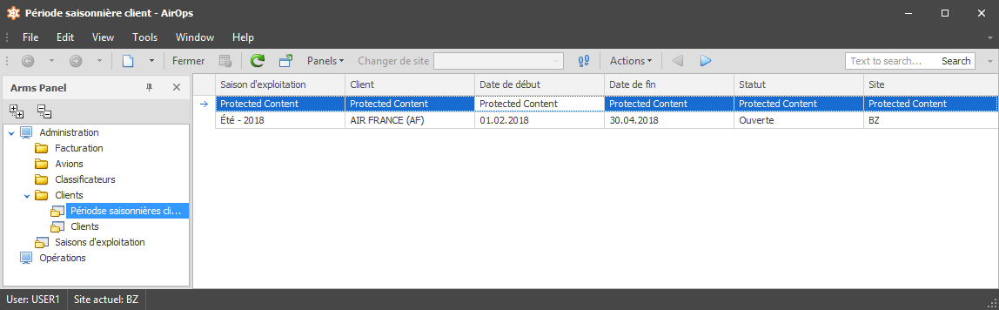 Période saisonnière client - AirOps
File Edit View Tools Window Help
Fermer Panels Changer de site Actions Text to search... Search
Arms Panel
Administration
Facturation
Avions
Classificateurs
Clients
Périodse saisonnières cli...
Clients
Saisons d'exploitation
Opérations
Saison d'exploitation Client Date de début Date de fin Statut Site
Protected Content Protected Content Protected Content Protected Content Protected Content Protected Content
Été - 2018 AIR FRANCE (AF) 01.02.2018 30.04.2018 Ouverte BZ
User: USER1 Site actuel: BZ